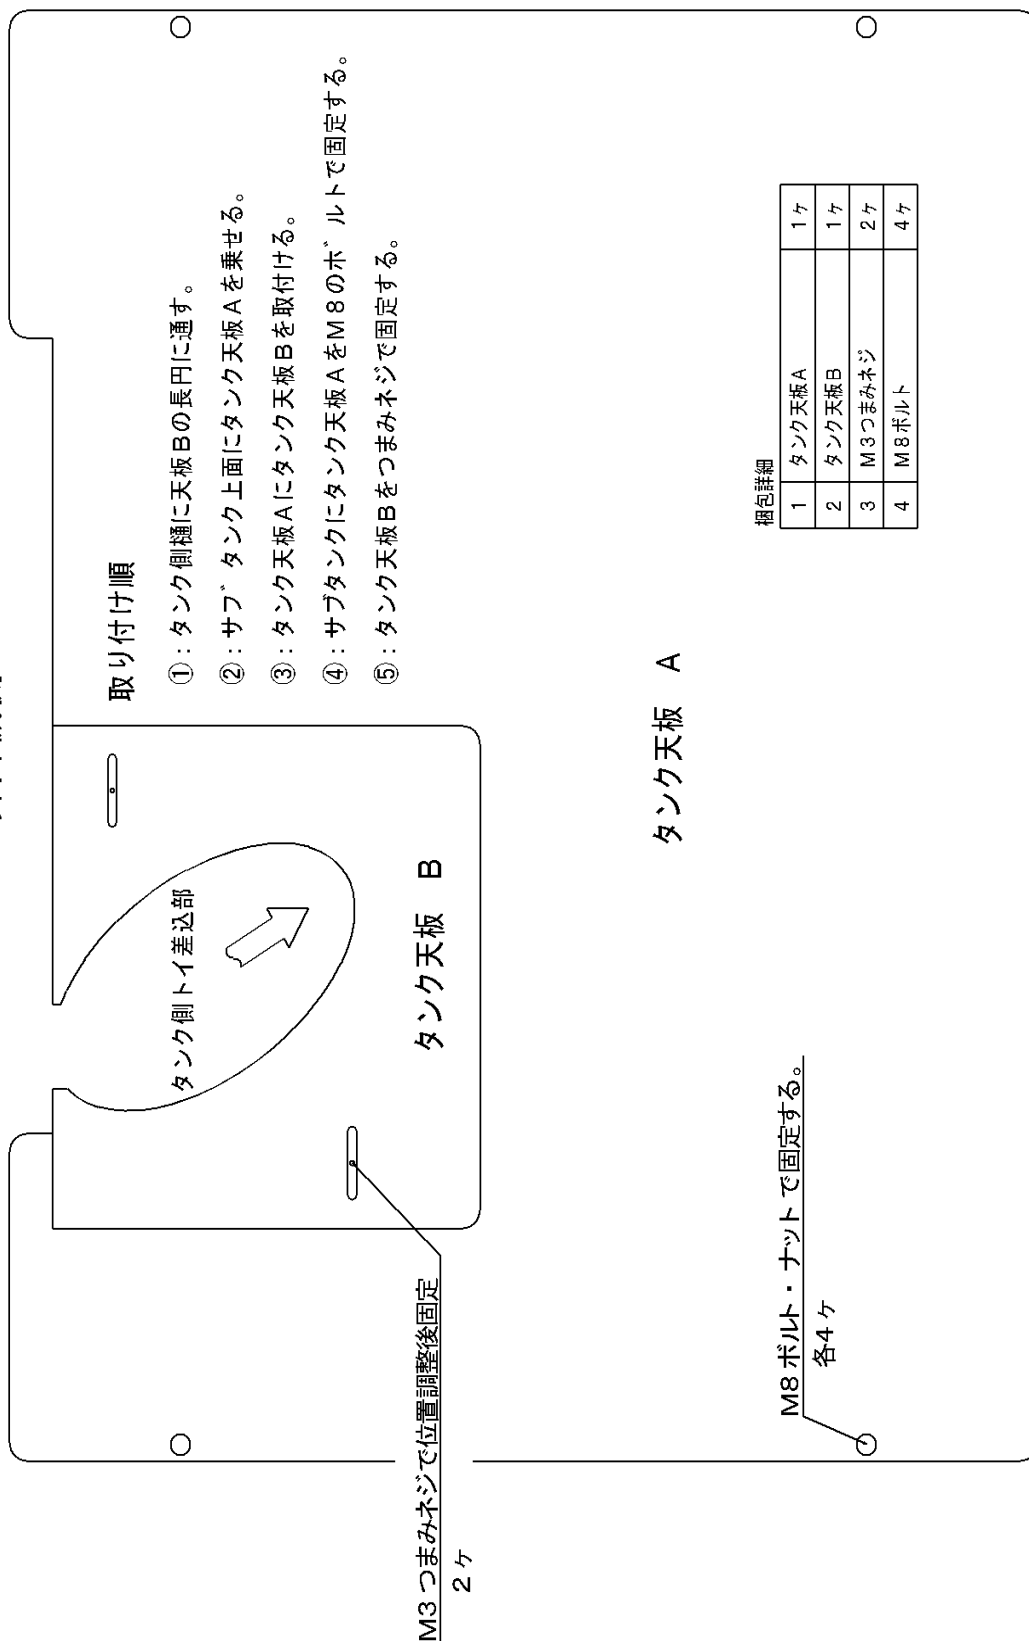 取り付け順
①：タンク側樋に天板Bの長円に通す。
②：サブタンク上面にタンク天板Aを乗せる。
③：タンク天板Aにタンク天板Bを取付ける。
④：サブタンクにタンク天板AをM8のボルトで固定する。
⑤：タンク天板Bをつまみネジで固定する。
タンク側トイ差込部
タンク天板 B
タンク天板 A
M3つまみネジで位置調整後固定
2ヶ
M8ボルト・ナットで固定する。
各4ヶ
梱包詳細
1 タンク天板A 1ヶ
2 タンク天板B 1ヶ
3 M3つまみネジ 2ヶ
4 M8ボルト 4ヶ